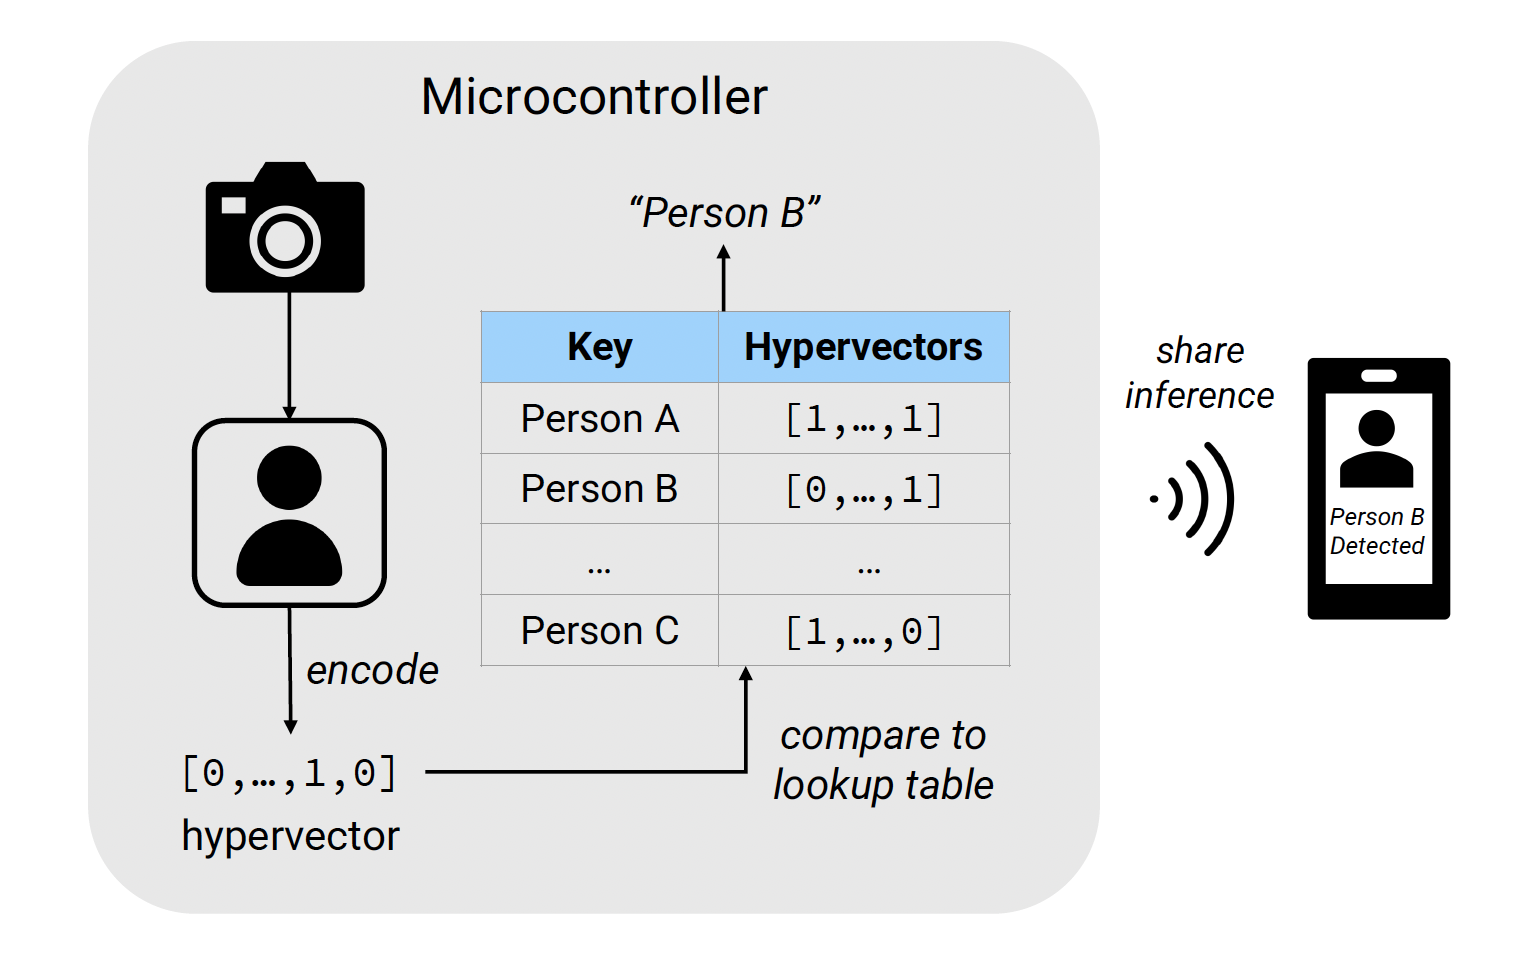 Microcontroller
“Person B”
Key Hypervectors
Person A [1,…,1]
Person B [0,…,1]
… …
Person C [1,…,0]
encode
[0,…,1,0]
hypervector
compare to
lookup table
share
inference
Person B
Detected